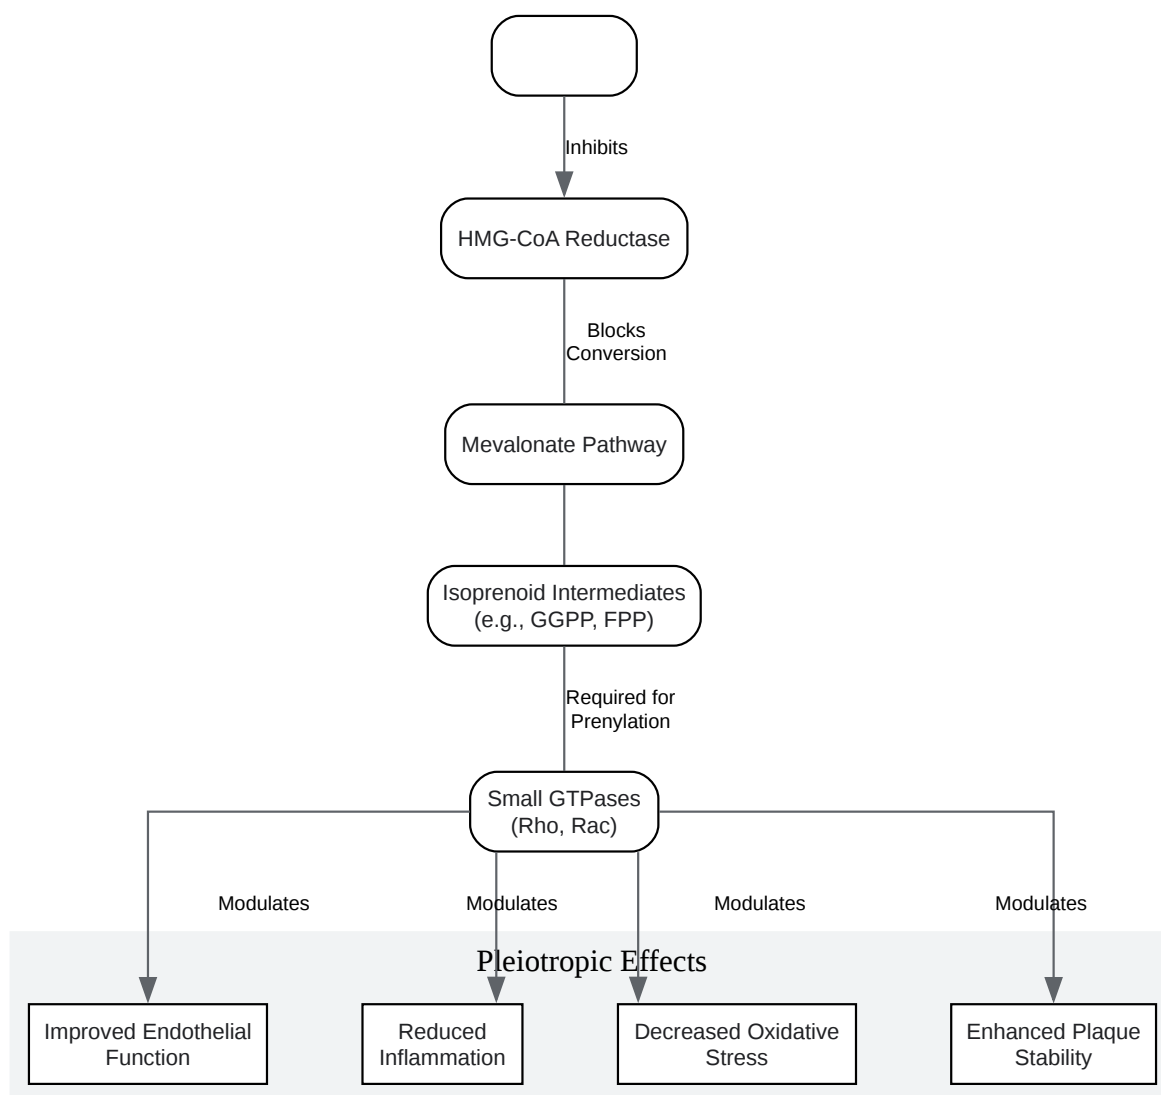 Inhibits
HMG-CoA Reductase
Blocks
Conversion
Mevalonate Pathway
Isoprenoid Intermediates
(e.g., GGPP, FPP)
Required for
Prenylation
Small GTPases
(Rho, Rac)
Modulates
Modulates
Modulates
Modulates
Pleiotropic Effects
Improved Endothelial
Function
Reduced
Inflammation
Decreased Oxidative
Stress
Enhanced Plaque
Stability